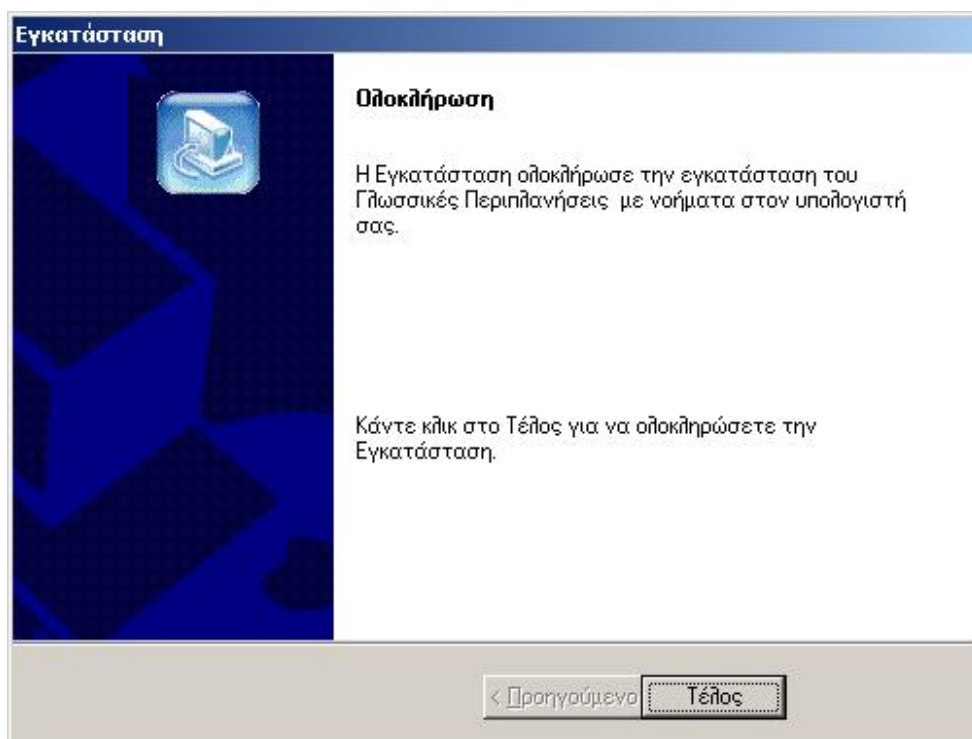 Εγκατάσταση
Ολοκλήρωση
Η Εγκατάσταση ολοκλήρωσε την εγκατάσταση του
Γλωσσικές Περιπλανήσεις με νοήματα στον υπολογιστή
σας.
Κάντε κλικ στο Τέλος για να ολοκληρώσετε την
Εγκατάσταση.
< Προηγούμενο Τέλος